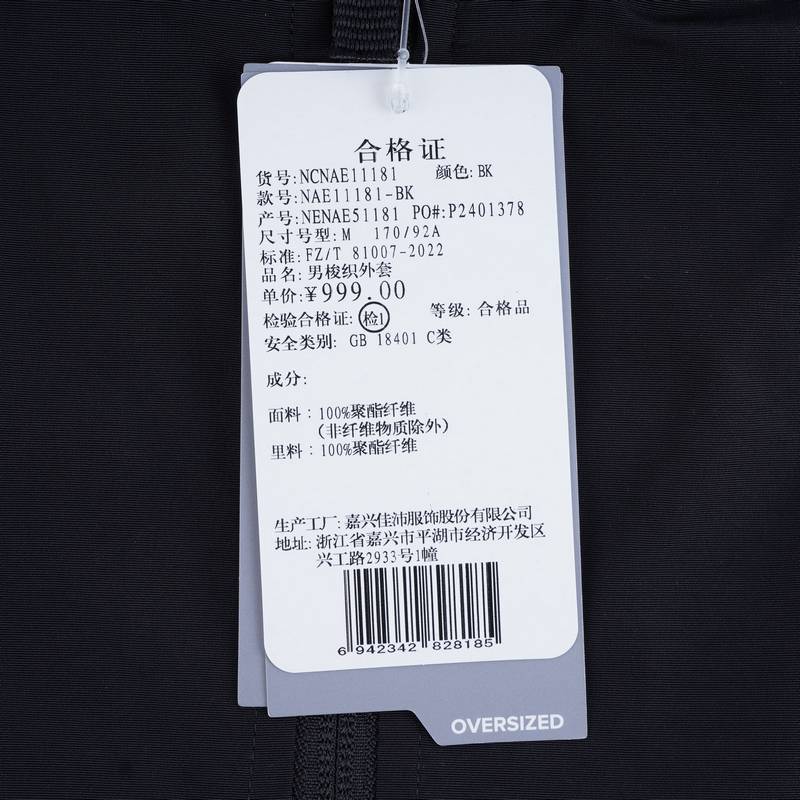 合格证
货号:NCNAE11181 颜色:BK
款号:NAE11181-BK
产号:NENAE51181 PO#:P2401378
尺寸号型:M 170/92A
标准:FZ/T 81007-2022
品名:男梭织外套
单价:¥999.00
检验合格证:检1 等级:合格品
安全类别: GB 18401 C类
成分:
面料:100%聚酯纤维
(非纤维物质除外)
里料:100%聚酯纤维
生产工厂:嘉兴佳沛服饰股份有限公司
地址:浙江省嘉兴市平湖市经济开发区
兴工路2933号1幢
6 942342 828185
OVERSIZED